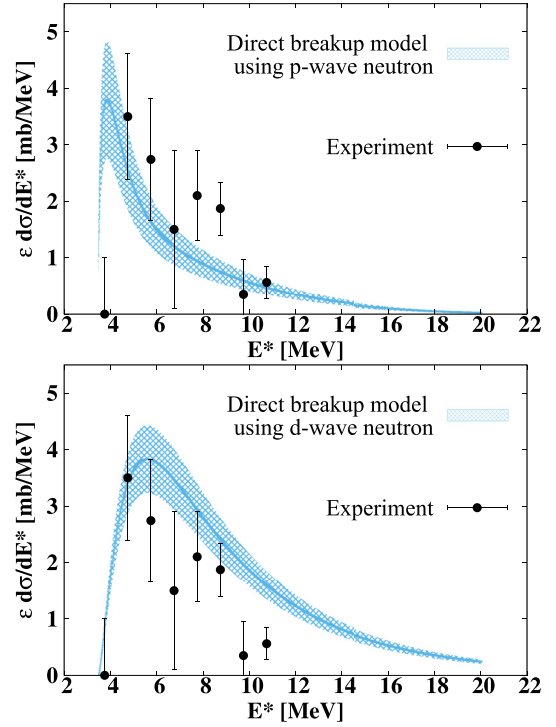 5
4
3
2
1
0
ε dσ/dE* [mb/MeV]
Direct breakup model
using p-wave neutron
Experiment
2 4 6 8 10 12 14 16 18 20 22
E* [MeV]
5
4
3
2
1
0
ε dσ/dE* [mb/MeV]
Direct breakup model
using d-wave neutron
Experiment
2 4 6 8 10 12 14 16 18 20 22
E* [MeV]